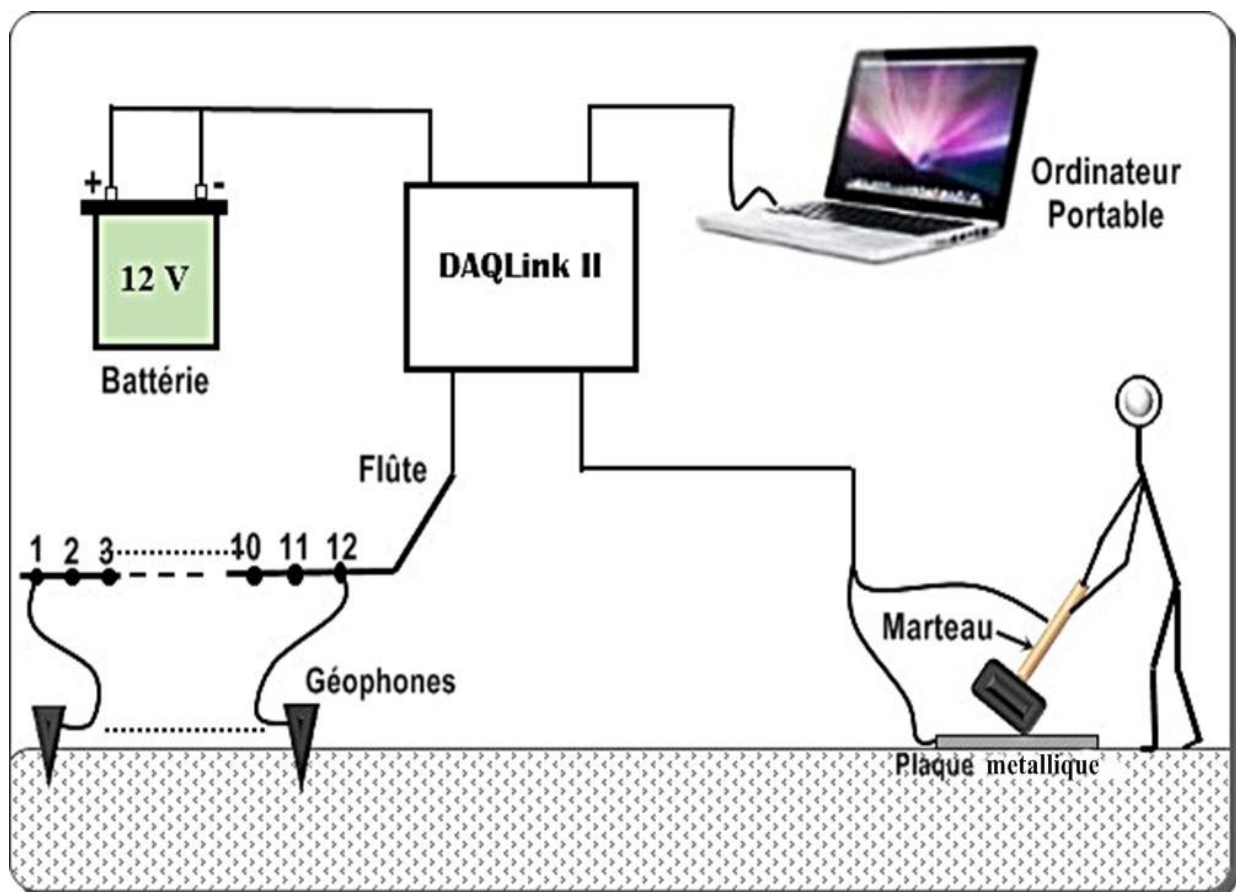 + -
12 V
Battérie
DAQLink II
Ordinateur
Portable
Flûte
1 2 3 10 11 12
Géophones
Marteau
Plaque metallique